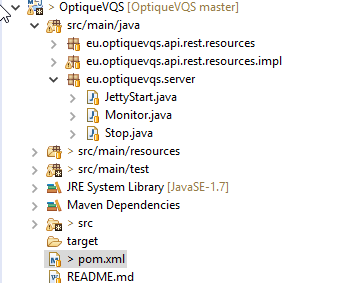 > OptiqueVQS [OptiqueVQS master]
> src/main/java
eu.optiquevqs.api.rest.resources
> eu.optiquevqs.api.rest.resources.impl
eu.optiquevqs.server
JettyStart.java
Monitor.java
Stop.java
> src/main/resources
> src/main/test
JRE System Library [JavaSE-1.7]
Maven Dependencies
> src
target
> pom.xml
README.md